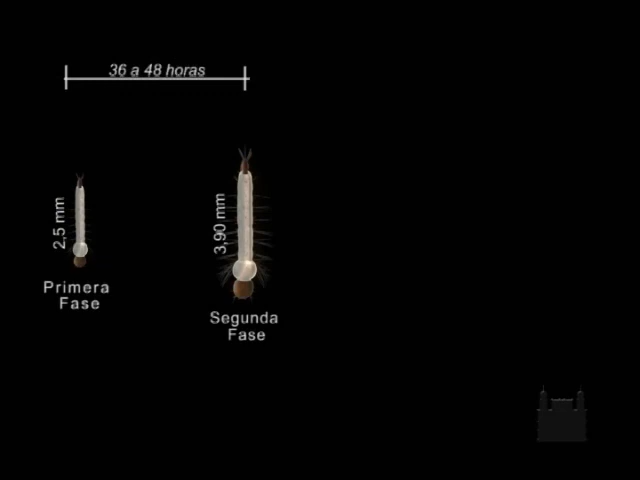 36 a 48 horas
2,5 mm
3,90 mm
Primera
Fase
Segunda
Fase